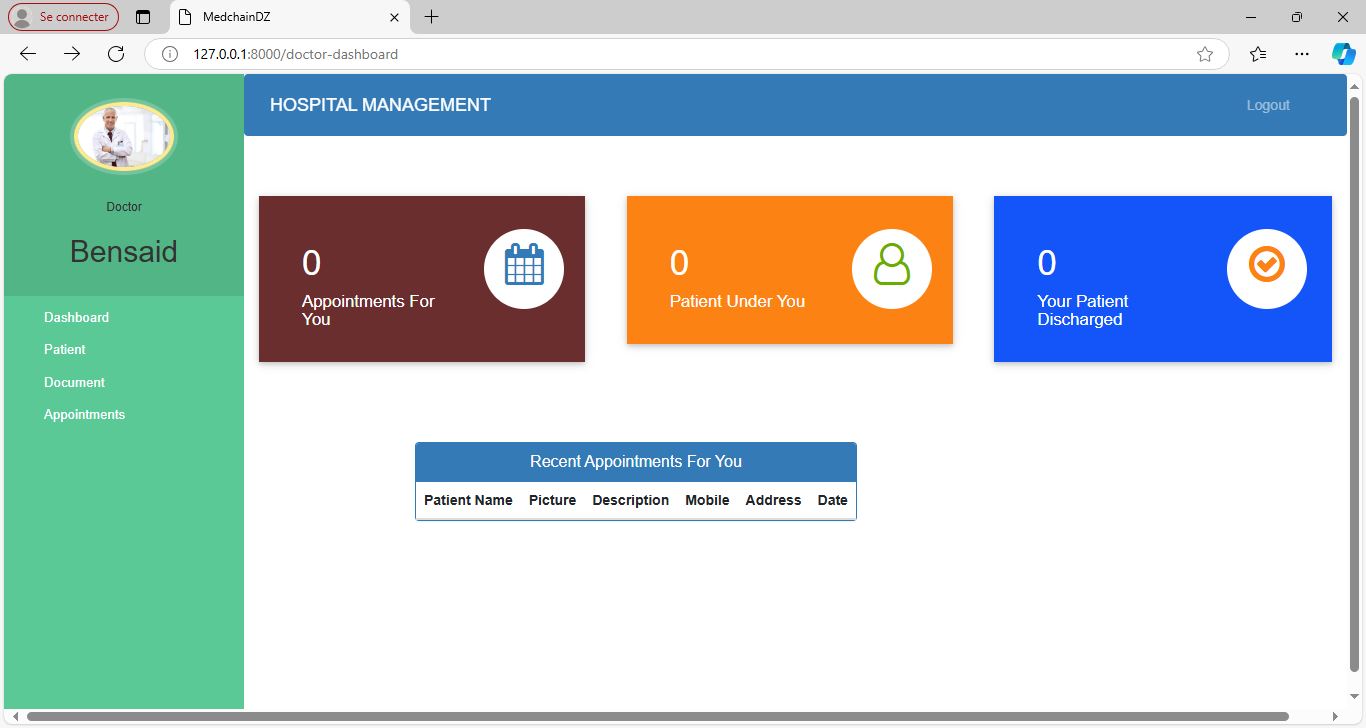 Se connecter
MedchainDZ
127.0.0.1:8000/doctor-dashboard
HOSPITAL MANAGEMENT
Logout
Doctor
Bensaid
Dashboard
Patient
Document
Appointments
0
Appointments For
You
0
Patient Under You
0
Your Patient
Discharged
Recent Appointments For You
Patient Name Picture Description Mobile Address Date